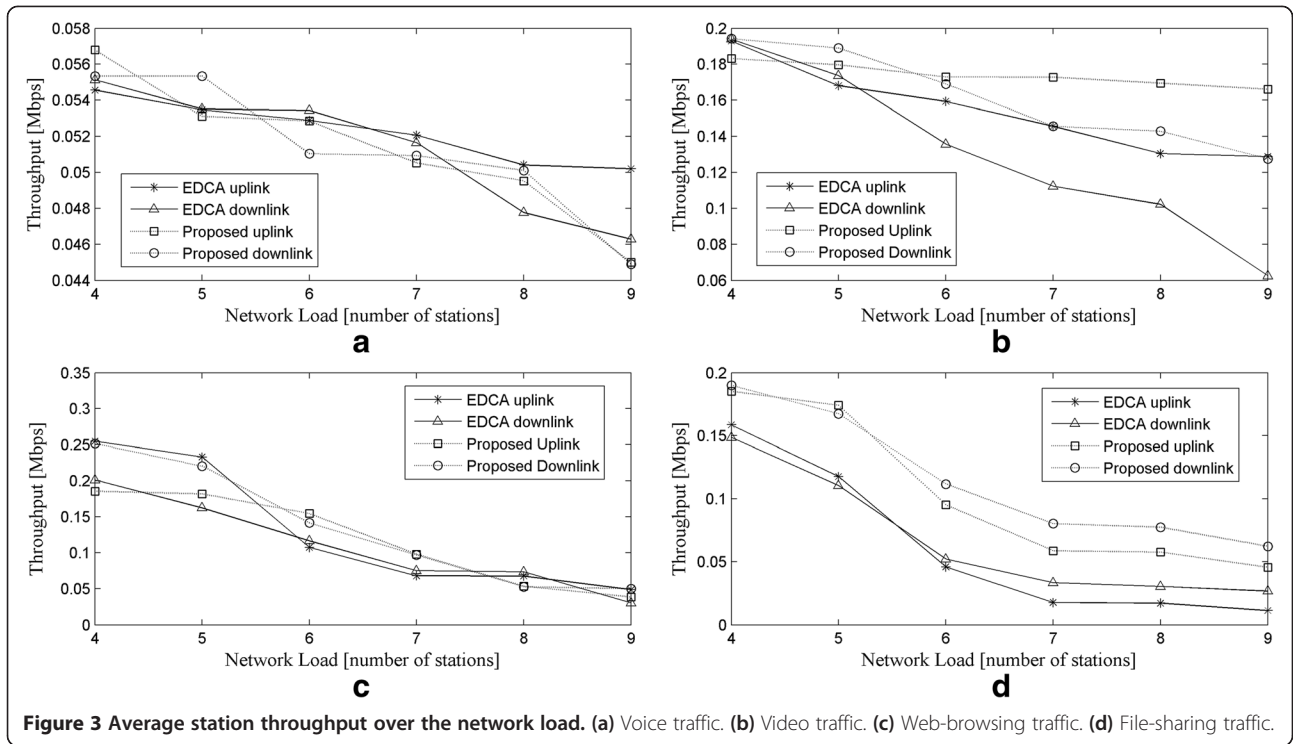 0.058
0.056
0.054
0.052
0.05
0.048
0.046
0.044
Throughput [Mbps]
EDCA uplink
EDCA downlink
Proposed uplink
Proposed downlink
4 5 6 7 8 9
Network Load [number of stations]
a
0.2
0.18
0.16
0.14
0.12
0.1
0.08
0.06
Throughput [Mbps]
EDCA uplink
EDCA downlink
Proposed Uplink
Proposed Downlink
4 5 6 7 8 9
Network Load [number of stations]
b
0.35
0.3
0.25
0.2
0.15
0.1
0.05
0
Throughput [Mbps]
EDCA uplink
EDCA downlink
Proposed Uplink
Proposed Downlink
4 5 6 7 8 9
Network Load [number of stations]
c
0.2
0.15
0.1
0.05
0
Throughput [Mbps]
EDCA uplink
EDCA downlink
Proposed uplink
Proposed downlink
4 5 6 7 8 9
Network Load [number of stations]
d
Figure 3 Average station throughput over the network load. (a) Voice traffic. (b) Video traffic. (c) Web-browsing traffic. (d) File-sharing traffic.